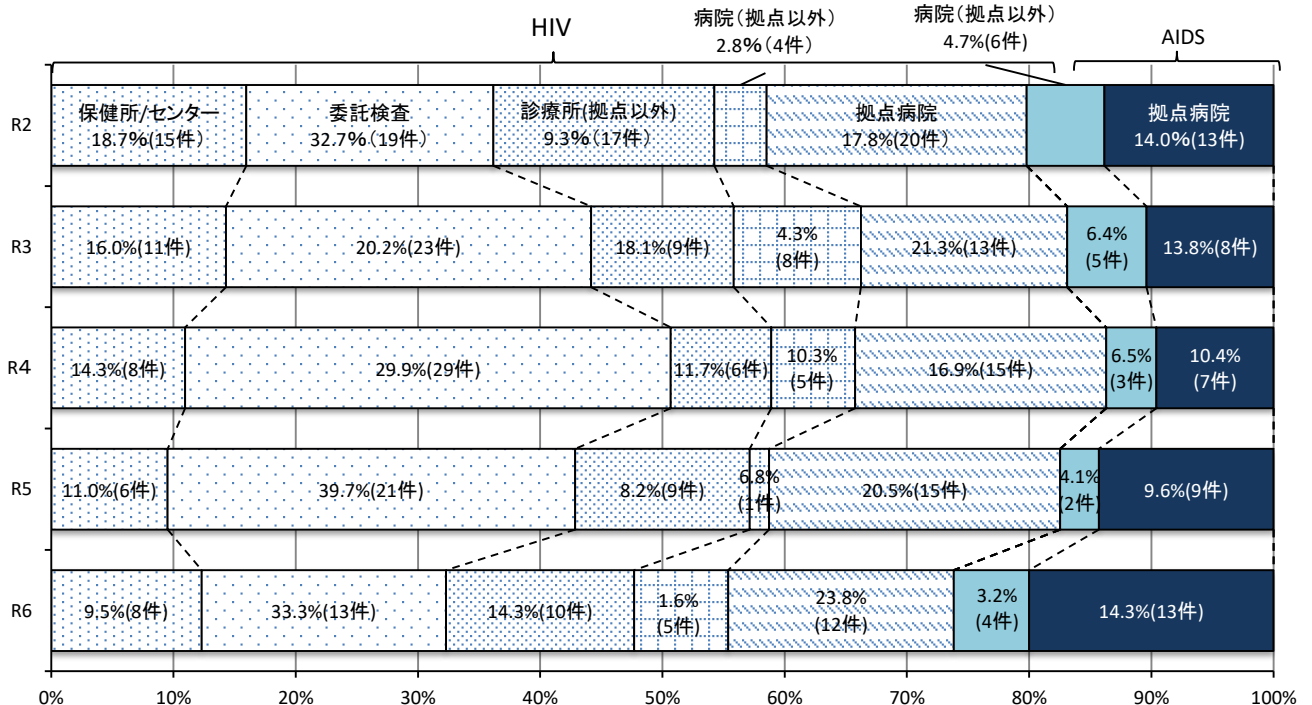 病院（拠点以外）
2.8%（4件）
病院（拠点以外）
4.7%(6件)
HIV
AIDS
R2
保健所/センター
18.7%(15件)
委託検査
32.7%（19件）
診療所(拠点以外)
9.3%（17件）
拠点病院
17.8%(20件）
拠点病院
14.0%(13件)
R3
16.0%(11件)
20.2%(23件)
18.1%(9件)
4.3%
(8件)
21.3%(13件)
6.4%
(5件)
13.8%(8件)
R4
14.3%(8件)
29.9%(29件)
11.7%(6件)
10.3%
(5件)
16.9%(15件)
6.5%
(3件)
10.4%
(7件)
R5
11.0%(6件)
39.7%(21件)
8.2%(9件)
6.8%
(1件)
20.5%(15件)
4.1%
(2件)
9.6%(9件)
R6
9.5%(8件)
33.3%(13件)
14.3%(10件)
1.6%
(5件)
23.8%
(12件)
3.2%
(4件)
14.3%(13件)
0%
10%
20%
30%
40%
50%
60%
70%
80%
90%
100%